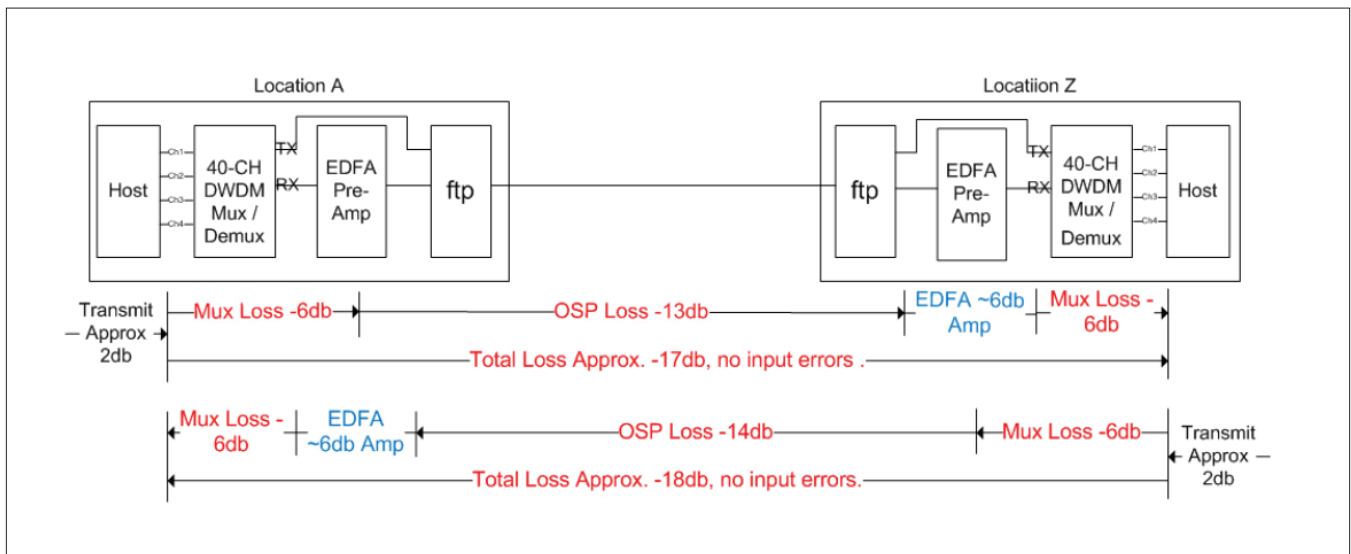 Location A
Locatiion Z
Host
Ch1
Ch2
Ch3
Ch4
40-CH
DWDM
Mux /
Demux
TX
RX
EDFA
Pre-
Amp
ftp
ftp
EDFA
Pre-
Amp
TX
RX
40-CH
DWDM
Mux /
Demux
Ch1
Ch2
Ch3
Ch4
Host
Transmit
Approx
2db
Mux Loss -6db
OSP Loss -13db
EDFA ~6db
Amp
Mux Loss -
6db
Total Loss Approx. -17db, no input errors .
Mux Loss -
6db
EDFA
~6db Amp
OSP Loss -14db
Mux Loss -6db
Transmit
Approx
2db
Total Loss Approx. -18db, no input errors.